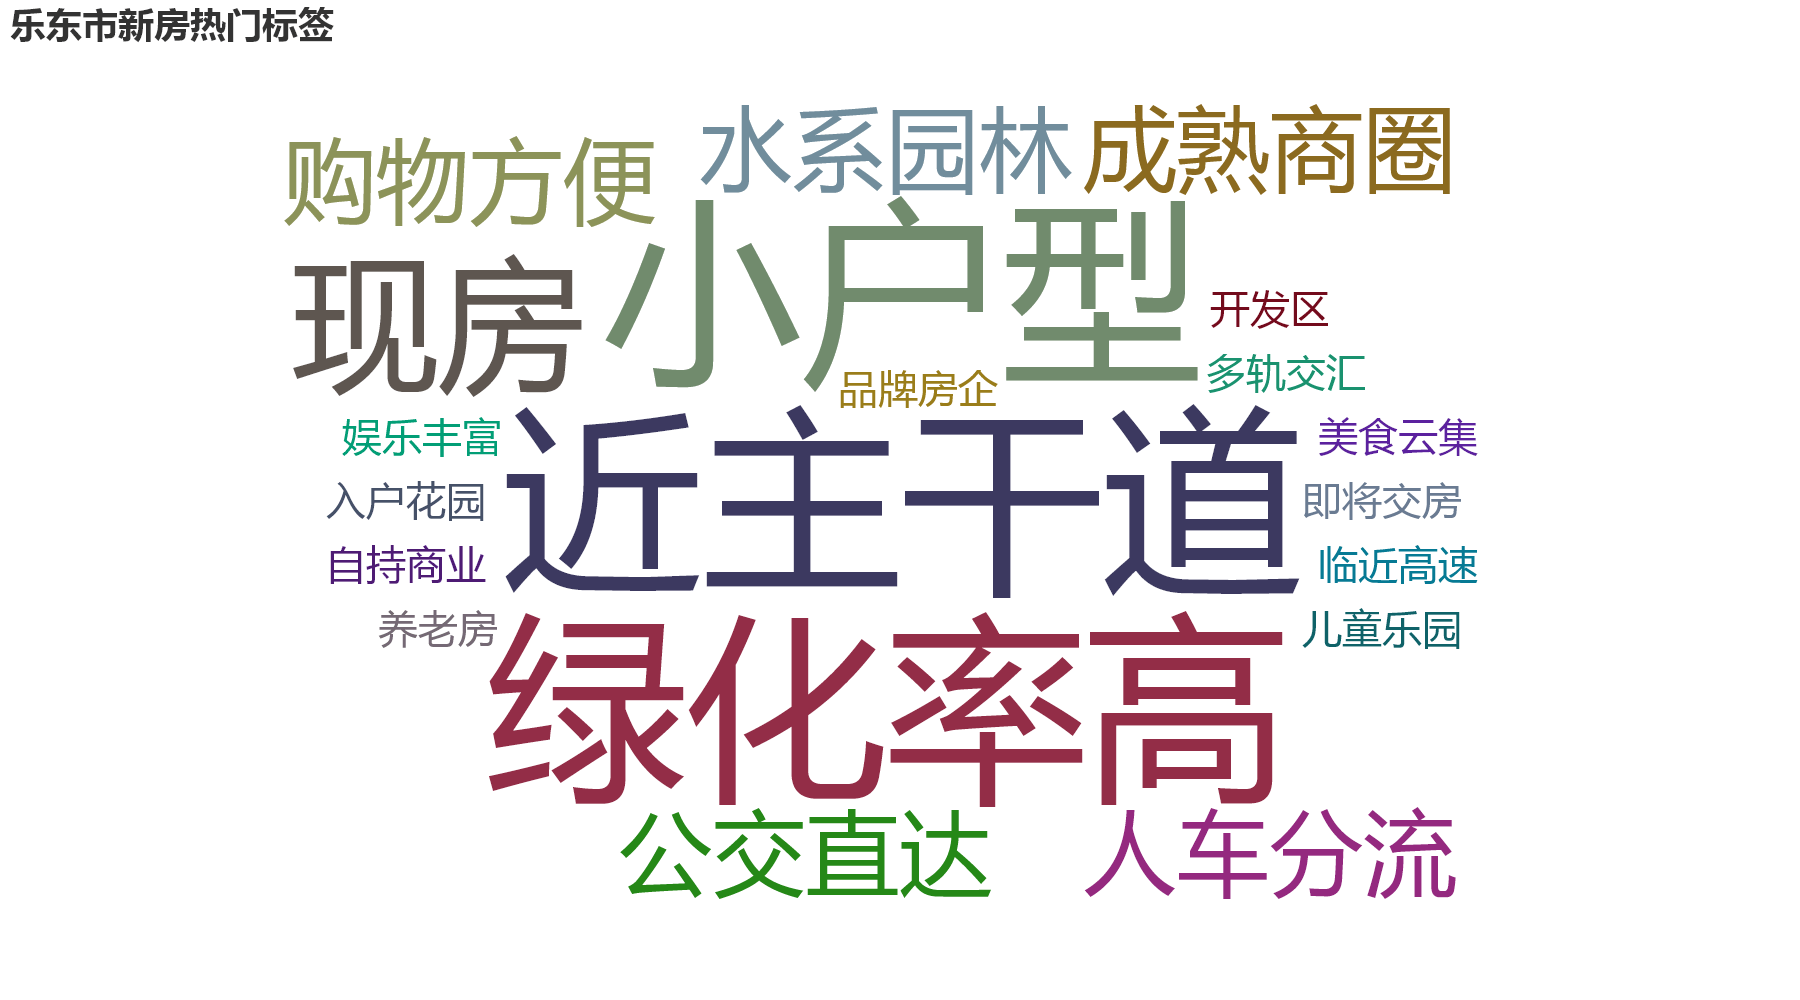 乐东市新房热门标签
水系园林
成熟商圈
购物方便
小户型
现房
开发区
多轨交汇
品牌房企
娱乐丰富
近主干道
美食云集
入户花园
即将交房
自持商业
临近高速
养老房
儿童乐园
绿化率高
公交直达
人车分流